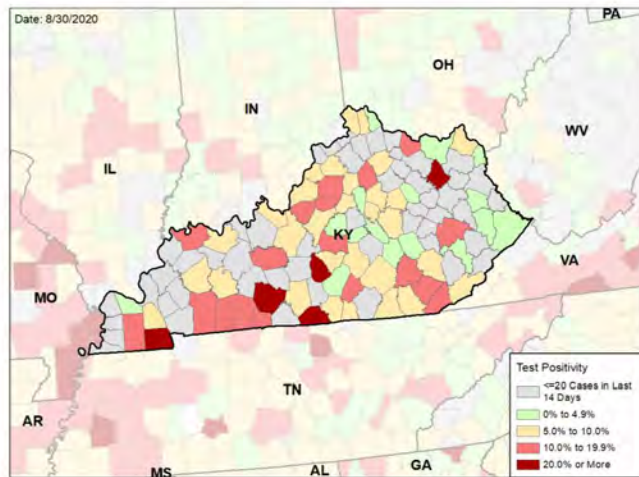 Date: 8/30/2020
PA
OH
IN
WV
IL
KY
VA
MO
TN
AR
MS
AL
GA
Test Positivity
<=20 Cases in Last
14 Days
0% to 4.9%
5.0% to 10.0%
10.0% to 19.9%
20.0% or More